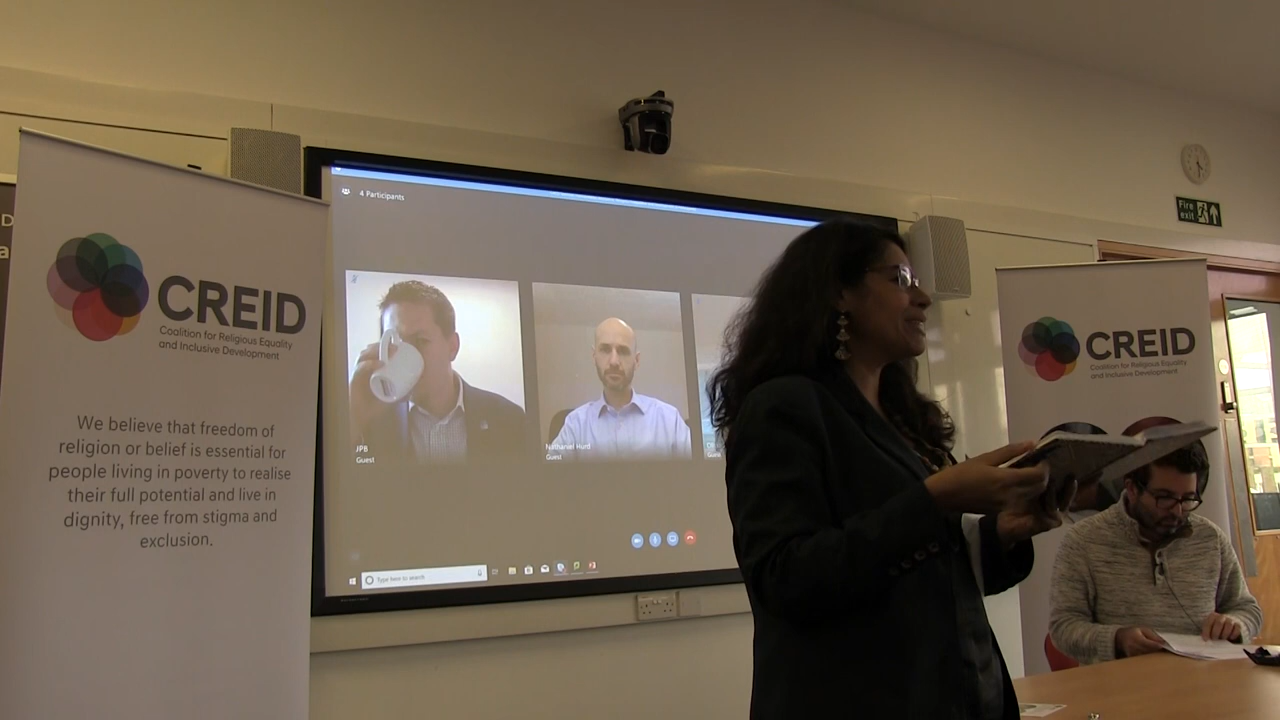 D
a
CREID
Coalition for Religious Equality
and Inclusive Development
We believe that freedom of
religion or belief is essential for
people living in poverty to realise
their full potential and live in
dignity, free from stigma and
exclusion.
4 Participants
JPB
Guest
Nathaniel Hurd
Guest
Type here to search
Fire
exit
CREID
Coalition for Religious Equality
and Inclusive Development